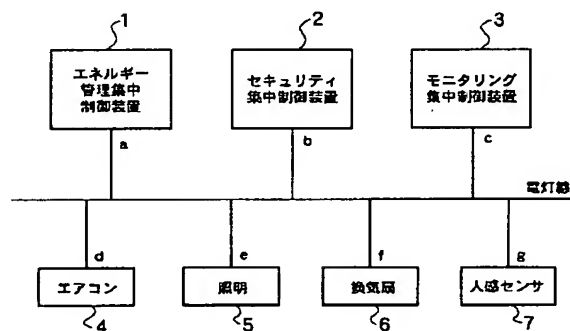 1
2
3
エネルギー
管理集中
制御装置
セキュリティ
集中制御装置
モニタリング
集中制御装置
a
b
c
電灯線
d
e
f
g
エアコン
照明
換気扇
人感センサ
4
5
6
7